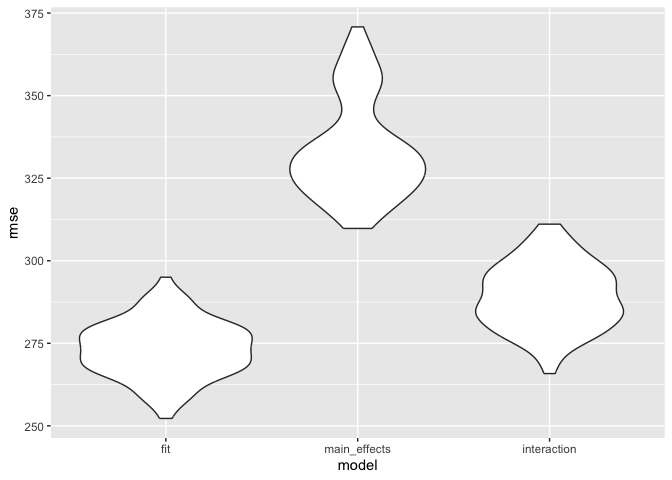 375
350
325
300
275
250
rmse
fit
main_effects
interaction
model